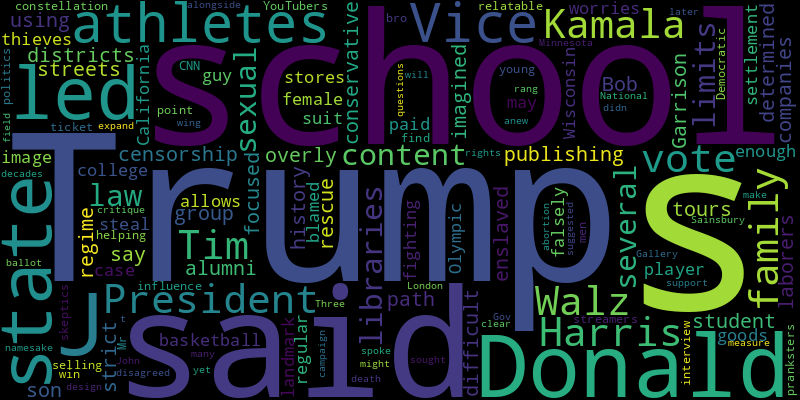 constellation
alongside
YouTubers
relatable
later
using
athletes
bro
Vice
Kamala
worries
thieves
districts
streets
politics
led
school
CNN
guy
stores
female
suit
California
sexual
point
wing
conservative
questions
will
young
rang
may
anew
paid
find
imagined
Wisconsin
Bob
National
didn
Garrison
limits
Democratic
settlement
determined
companies
field
ticket
expand
Trump
S
image
decades
censorship
overly
content
rights
publishing
vote
enough
make
college
law
critique
steal
helping
say
case
regime
group
allows
focused
Tim
alumni
history
blamed
rescue
libraries
fighting
Olympic
enslaved
abortion
falsely
suggested
men
several
tours
Sainsbury
player
Gallery
support
family
laborers
state
ballot
namesake
skeptics
J
President
influence
Three
London
path
Walz
said
landmark
regular
campaign
basketball
many
yet
Mr
t
John
disagreed
strict
design
selling
win
son
spoke
might
death
sought
difficult
Gov
clear
streamers
Harris
student
goods
measure
Donald
interview
Minnesota
pranksters